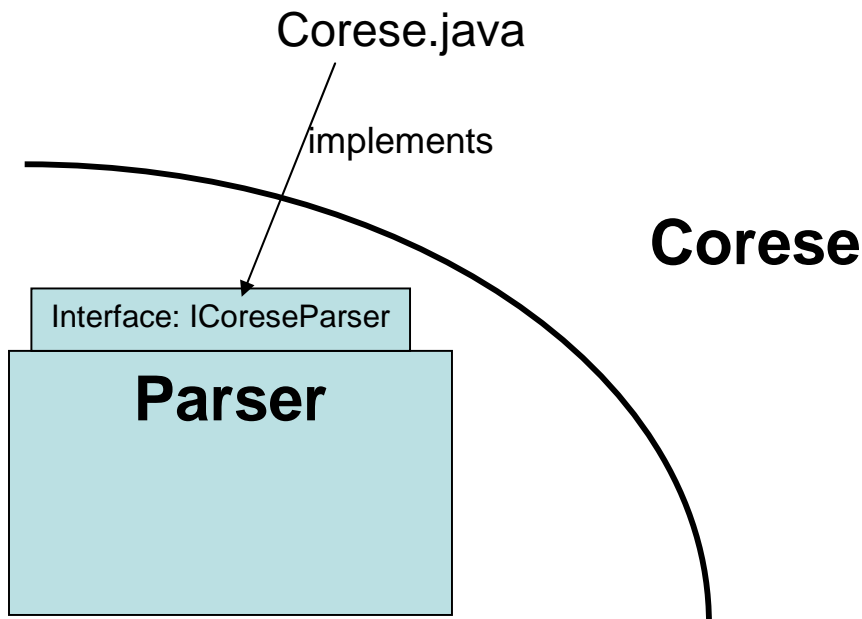 Corese.java
implements
Corese
Interface: ICoreseParser
Parser